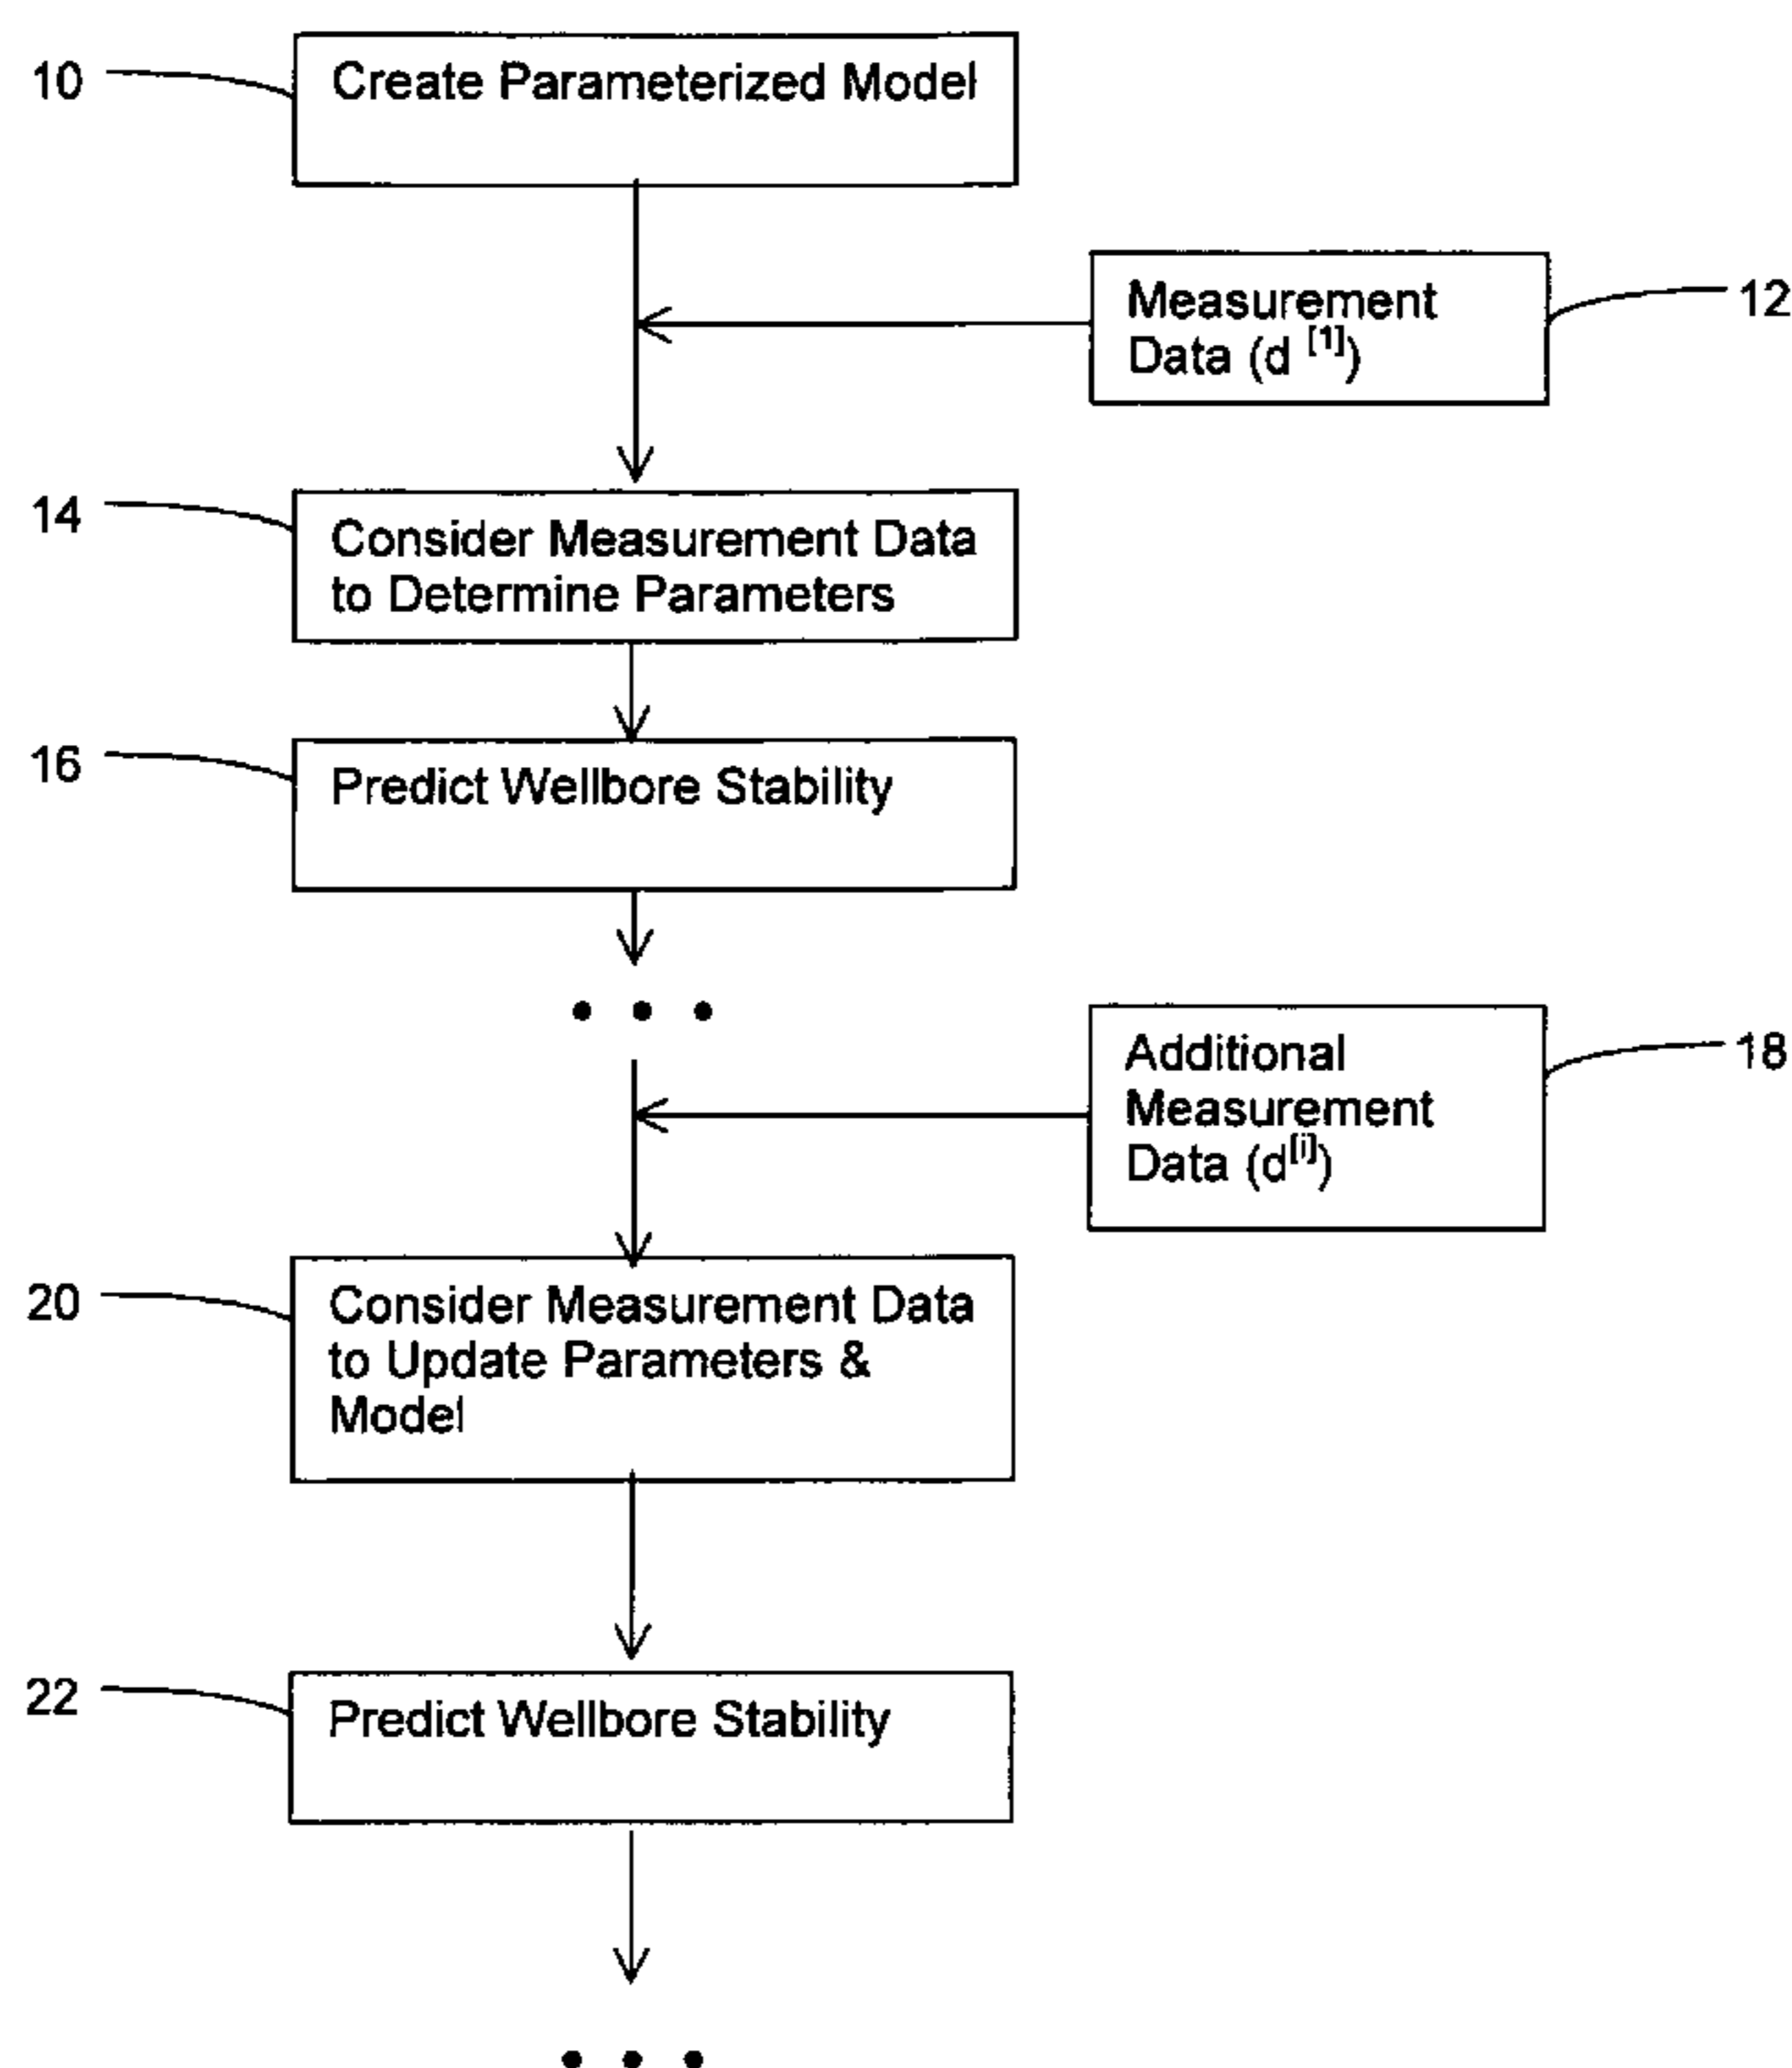 10
Create Parameterized Model
Measurement
Data (d [1])
12
14
Consider Measurement Data
to Determine Parameters
16
Predict Wellbore Stability
• • •
Additional
Measurement
Data (d[i])
18
20
Consider Measurement Data
to Update Parameters &
Model
22
Predict Wellbore Stability
• • •